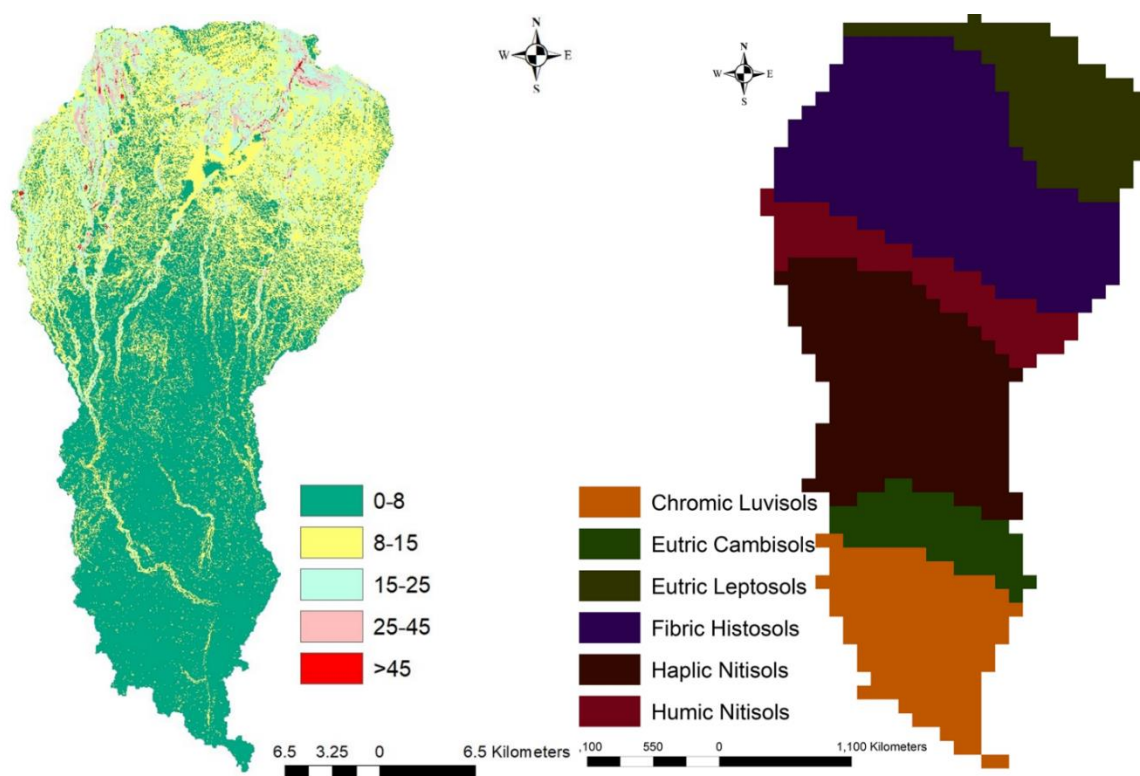 N
W E
S
0-8
8-15
15-25
25-45
>45
6.5 3.25 0 6.5 Kilometers
N
W E
S
Chromic Luvisols
Eutric Cambisols
Eutric Leptosols
Fibric Histosols
Haplic Nitisols
Humic Nitisols
,100 550 0 1,100 Kilometers